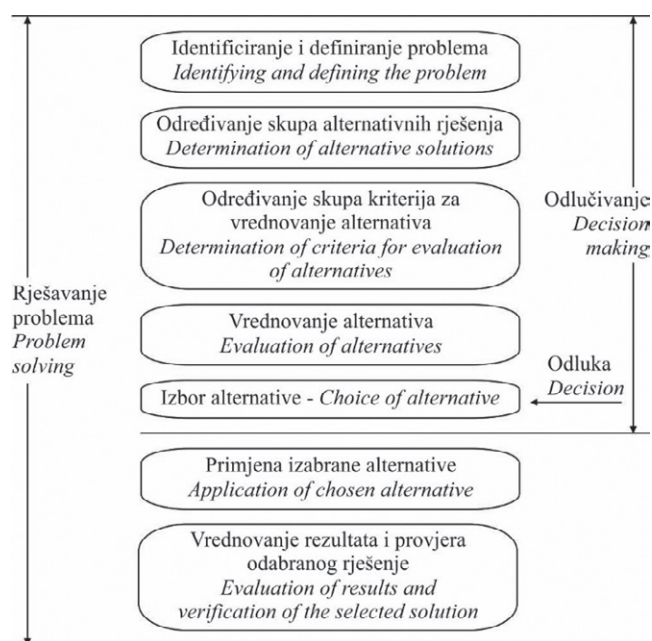 Identificiranje i definiranje problema
Identifying and defining the problem
Određivanje skupa alternativnih rješenja
Determination of alternative solutions
Određivanje skupa kriterija za
vrednovanje alternativa
Determination of criteria for evaluation
of alternatives
Odlučivanje
Decision
making
Rješavanje
problema
Problem
solving
Vrednovanje alternativa
Evaluation of alternatives
Odluka
Decision
Izbor alternative - Choice of alternative
Primjena izabrane alternative
Application of chosen alternative
Vrednovanje rezultata i provjera
odabranog rješenje
Evaluation of results and
verification of the selected solution